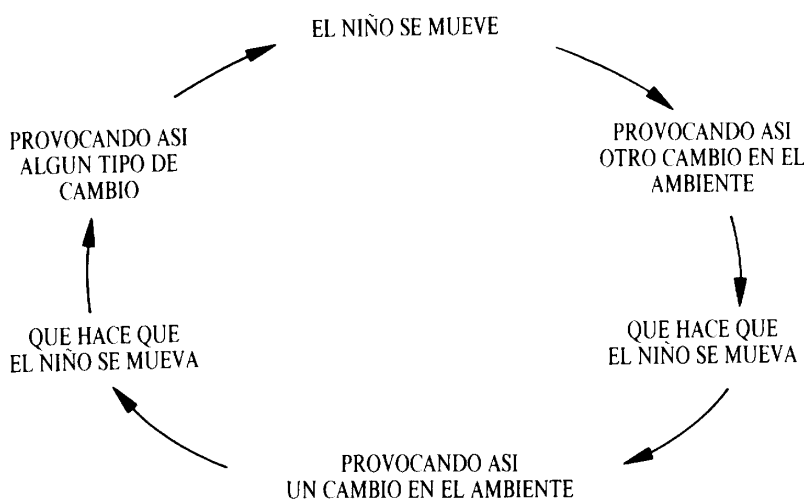 EL NIÑO SE MUEVE
PROVOCANDO ASI
OTRO CAMBIO EN EL
AMBIENTE
QUE HACE QUE
EL NIÑO SE MUEVA
PROVOCANDO ASI
UN CAMBIO EN EL AMBIENTE
QUE HACE QUE
EL NIÑO SE MUEVA
PROVOCANDO ASI
ALGUN TIPO DE
CAMBIO